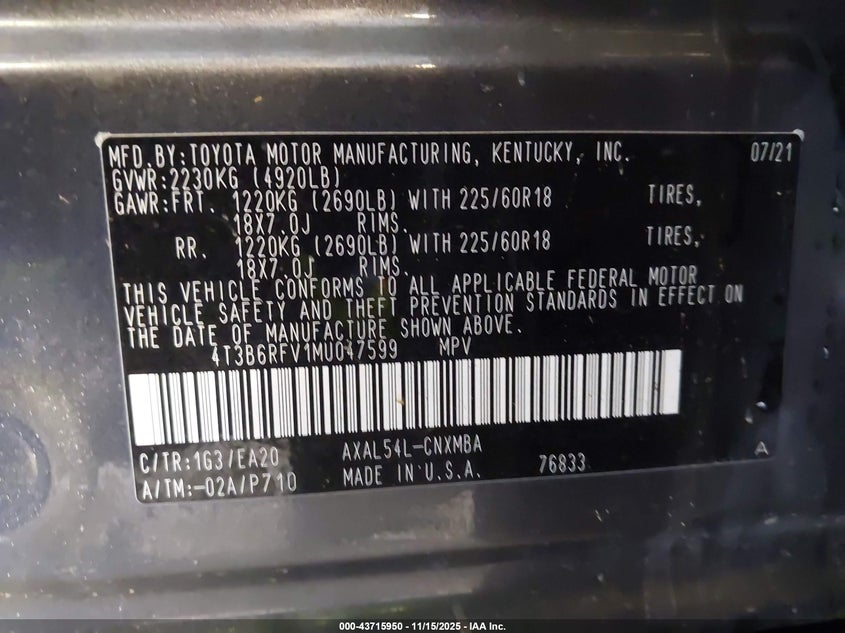 MFD.BY:TOYOTA MOTOR MANUFACTURING, KENTUCKY, INC. 07/21
GVWR:2230KG (4920LB)
GAWR:FRT. 1220KG (2690LB) WITH 225/60R18 TIRES,
18X7.0J RIMS.
RR. 1220KG (2690LB) WITH 225/60R18 TIRES,
18X7.0J RIMS.
THIS VEHICLE CONFORMS TO ALL APPLICABLE FEDERAL MOTOR
VEHICLE SAFETY AND THEFT PREVENTION STANDARDS IN EFFECT ON
THE DATE OF MANUFACTURE SHOWN ABOVE.
4T3B6RFV1MU047599 MPV
C/TR:1G3/EA20 AXAL54L-CNXMBA 76833 A
A/TM:-02A/P710 MADE IN U.S.A.
000-43715950 - 11/15/2025 - IAA Inc.